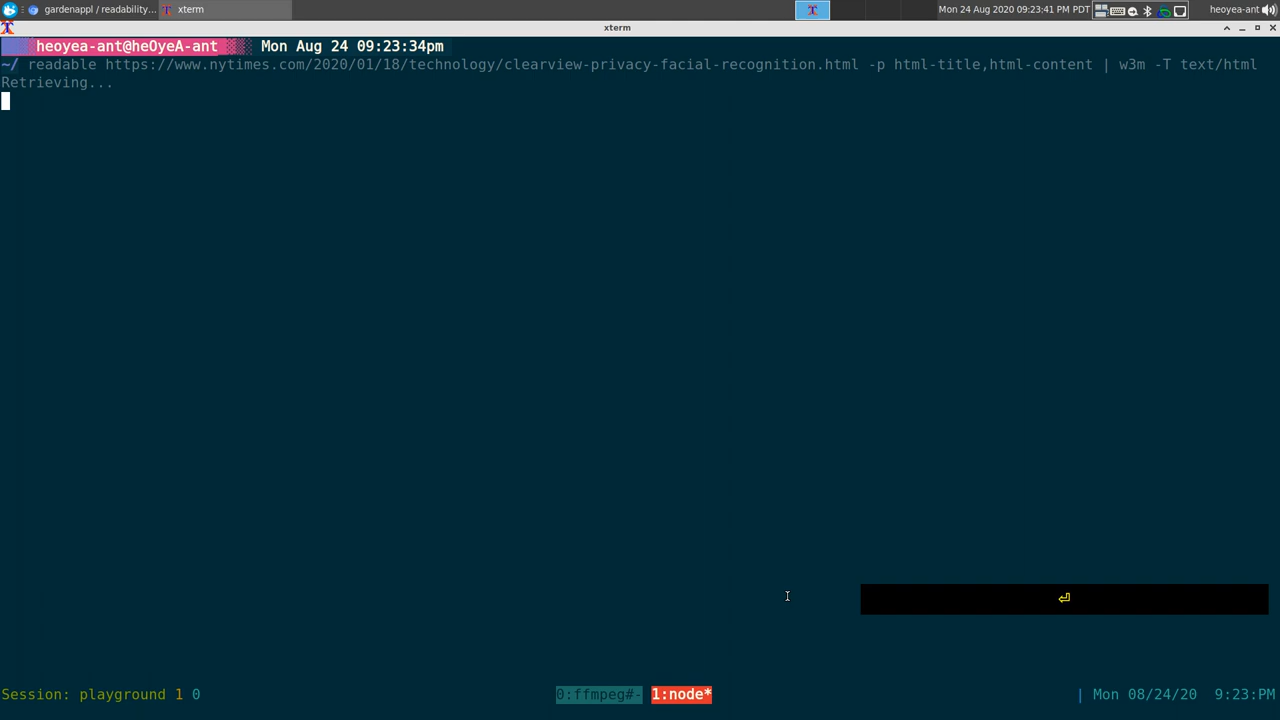 gardenappl / readability...
xterm
Mon 24 Aug 2020 09:23:41 PM PDT
heoyea-ant
xterm
heoyea-ant@heOyeA-ant Mon Aug 24 09:23:34pm
~/ readable https://www.nytimes.com/2020/01/18/technology/clearview-privacy-facial-recognition.html -p html-title,html-content | w3m -T text/html
Retrieving...
⏎
Session: playground 1 0
0:ffmpeg#- 1:node*
| Mon 08/24/20 9:23:PM